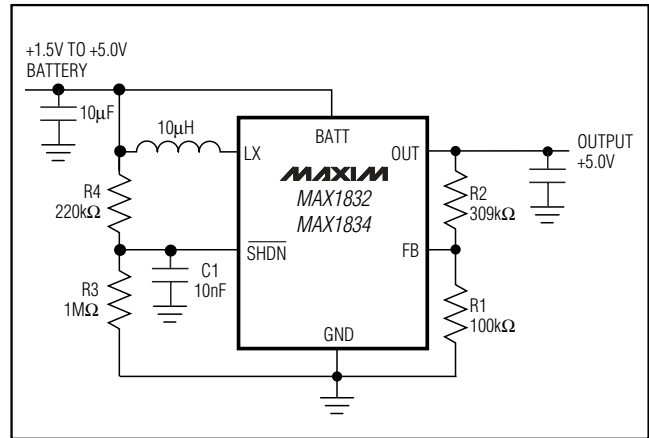 +1.5V TO +5.0V
BATTERY
10µF
10µH
BATT
LX
OUT
OUTPUT
+5.0V
MAXIM
MAX1832
MAX1834
R4
220kΩ
R2
309kΩ
SHDN
FB
C1
10nF
R3
1MΩ
R1
100kΩ
GND